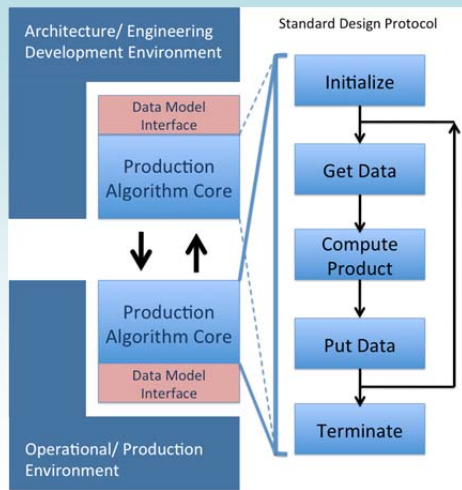 Architecture/ Engineering
Development Environment
Standard Design Protocol
Data Model
Interface
Production
Algorithm Core
Production
Algorithm Core
Data Model
Interface
Operational/ Production
Environment
Initialize
Get Data
Compute
Product
Put Data
Terminate